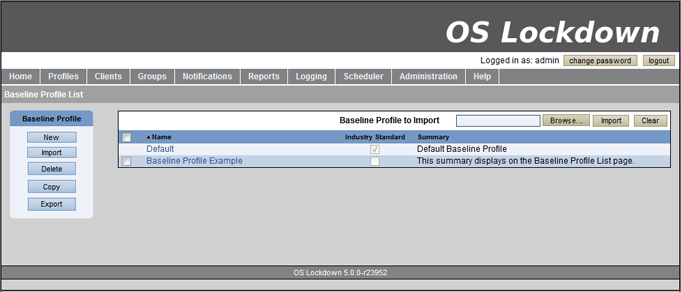 OS Lockdown
Logged in as: admin change password logout
Home Profiles Clients Groups Notifications Reports Logging Scheduler Administration Help
Baseline Profile List
Baseline Profile
New
Import
Delete
Copy
Export
Baseline Profile to Import Browse... Import Clear
Name Industry Standard Summary
Default Default Baseline Profile
Baseline Profile Example This summary displays on the Baseline Profile List page.
OS Lockdown 5.0.0-r23952